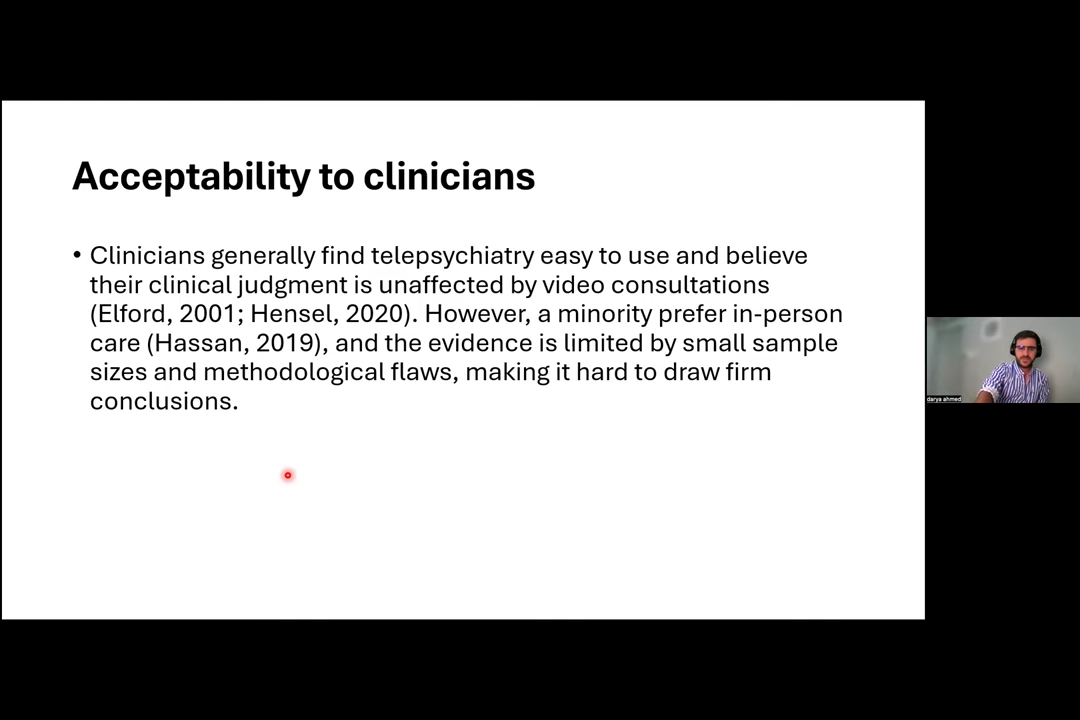 Acceptability to clinicians
• Clinicians generally find telepsychiatry easy to use and believe
their clinical judgment is unaffected by video consultations
(Elford, 2001; Hensel, 2020). However, a minority prefer in-person
care (Hassan, 2019), and the evidence is limited by small sample
sizes and methodological flaws, making it hard to draw firm
conclusions.
darya ahmed